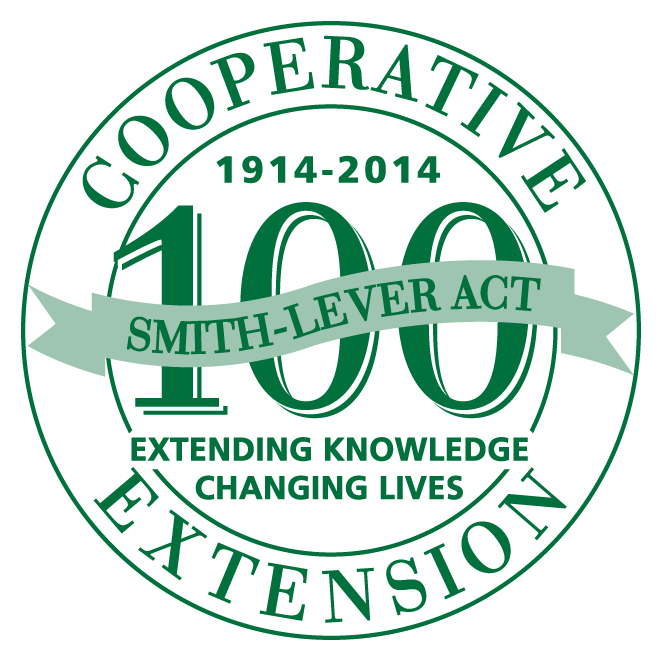 COOPERATIVE
1914-2014
100
SMITH-LEVER ACT
EXTENDING KNOWLEDGE
CHANGING LIVES
EXTENSION